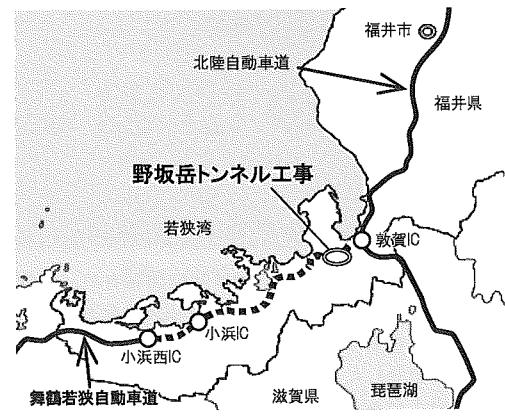 福井市
北陸自動車道
福井県
野坂岳トンネル工事
若狭湾
敦賀IC
小浜IC
小浜西IC
舞鶴若狭自動車道
滋賀県
琵琶湖